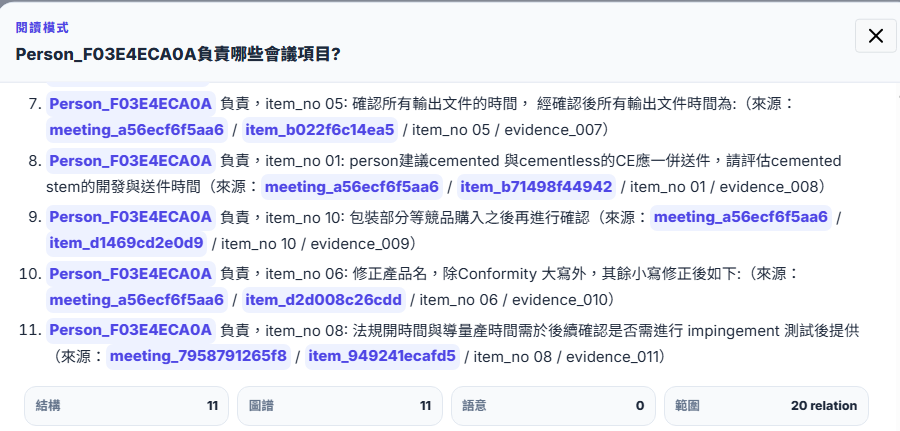 閱讀模式
Person_F03E4ECA0A負責哪些會議項目?
7. Person_F03E4ECA0A 負責，item_no 05: 確認所有輸出文件的時間， 經確認後所有輸出文件時間為:（來源：
meeting_a56ecf6f5aa6 / item_b022f6c14ea5 / item_no 05 / evidence_007）
8. Person_F03E4ECA0A 負責，item_no 01: person建議cemented 與cementless的CE應一併送件，請評估cemented
stem的開發與送件時間（來源：meeting_a56ecf6f5aa6 / item_b71498f44942 / item_no 01 / evidence_008）
9. Person_F03E4ECA0A 負責，item_no 10: 包裝部分等競品購入之後再進行確認（來源：meeting_a56ecf6f5aa6 /
item_d1469cd2e0d9 / item_no 10 / evidence_009）
10. Person_F03E4ECA0A 負責，item_no 06: 修正產品名，除Conformity 大寫外，其餘小寫修正後如下:（來源：
meeting_a56ecf6f5aa6 / item_d2d008c26cdd / item_no 06 / evidence_010）
11. Person_F03E4ECA0A 負責，item_no 08: 法規開時間與導量產時間需於後續確認是否需進行 impingement 測試後提供
（來源：meeting_7958791265f8 / item_949241ecafd5 / item_no 08 / evidence_011）
結構 11 圖譜 11 語意 0 範圍 20 relation